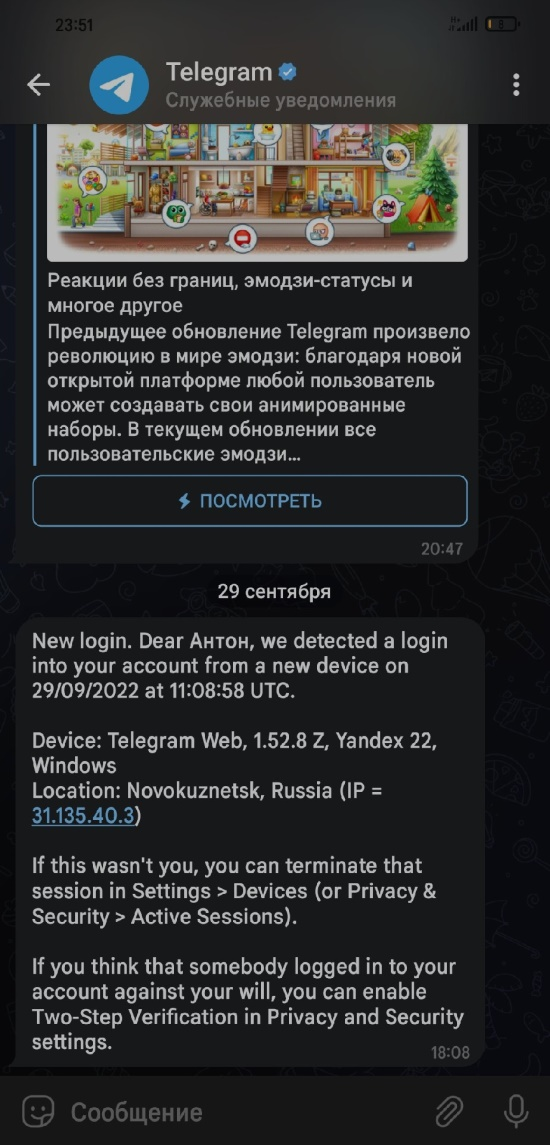 23:51
8
Telegram
Служебные уведомления
Реакции без границ, эмодзи-статусы и
многое другое
Предыдущее обновление Telegram произвело
революцию в мире эмодзи: благодаря новой
открытой платформе любой пользователь
может создавать свои анимированные
наборы. В текущем обновлении все
пользовательские эмодзи...
ПОСМОТРЕТЬ
20:47
29 сентября
New login. Dear Антон, we detected a login
into your account from a new device on
29/09/2022 at 11:08:58 UTC.
Device: Telegram Web, 1.52.8 Z, Yandex 22,
Windows
Location: Novokuznetsk, Russia (IP =
31.135.40.3)
If this wasn't you, you can terminate that
session in Settings > Devices (or Privacy &
Security > Active Sessions).
If you think that somebody logged in to your
account against your will, you can enable
Two-Step Verification in Privacy and Security
settings.
18:08
Сообщение